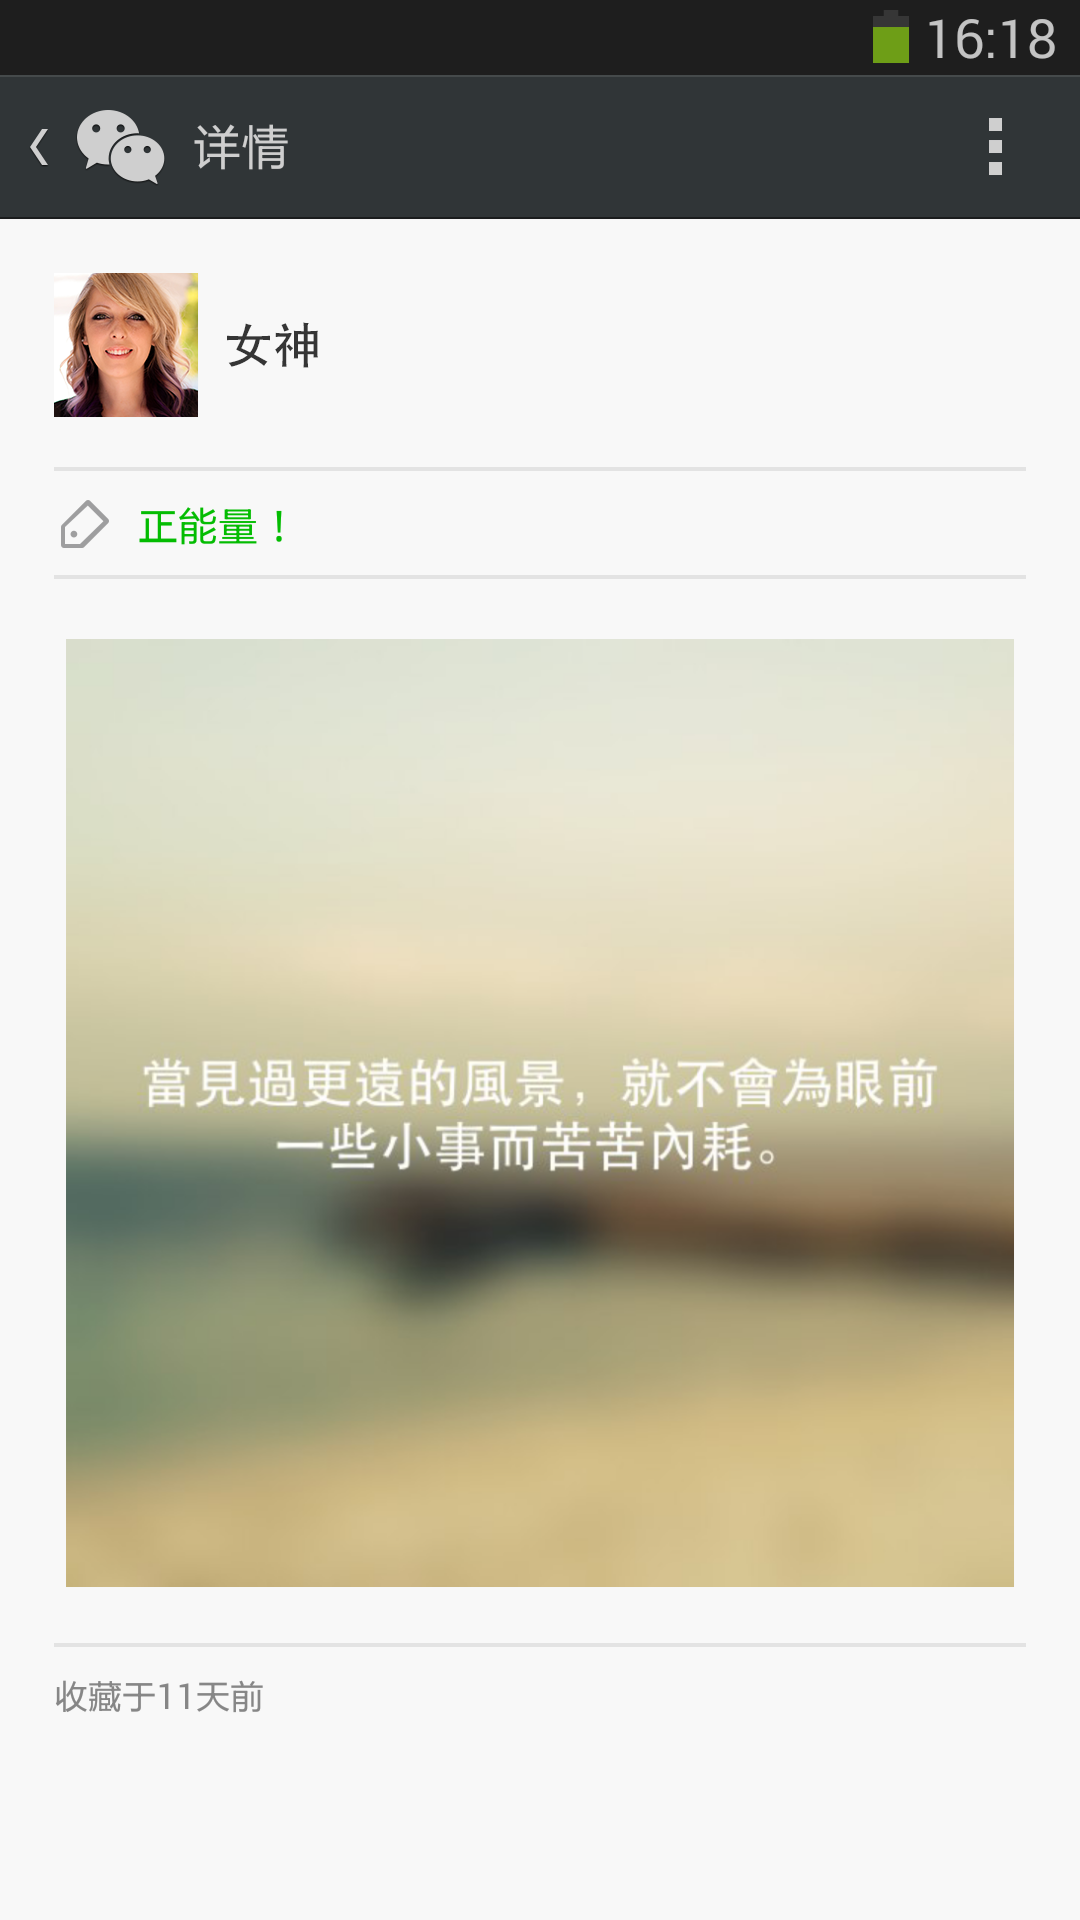 16:18
详情
女神
正能量！
當見過更遠的風景，就不會為眼前
一些小事而苦苦內耗。
收藏于11天前